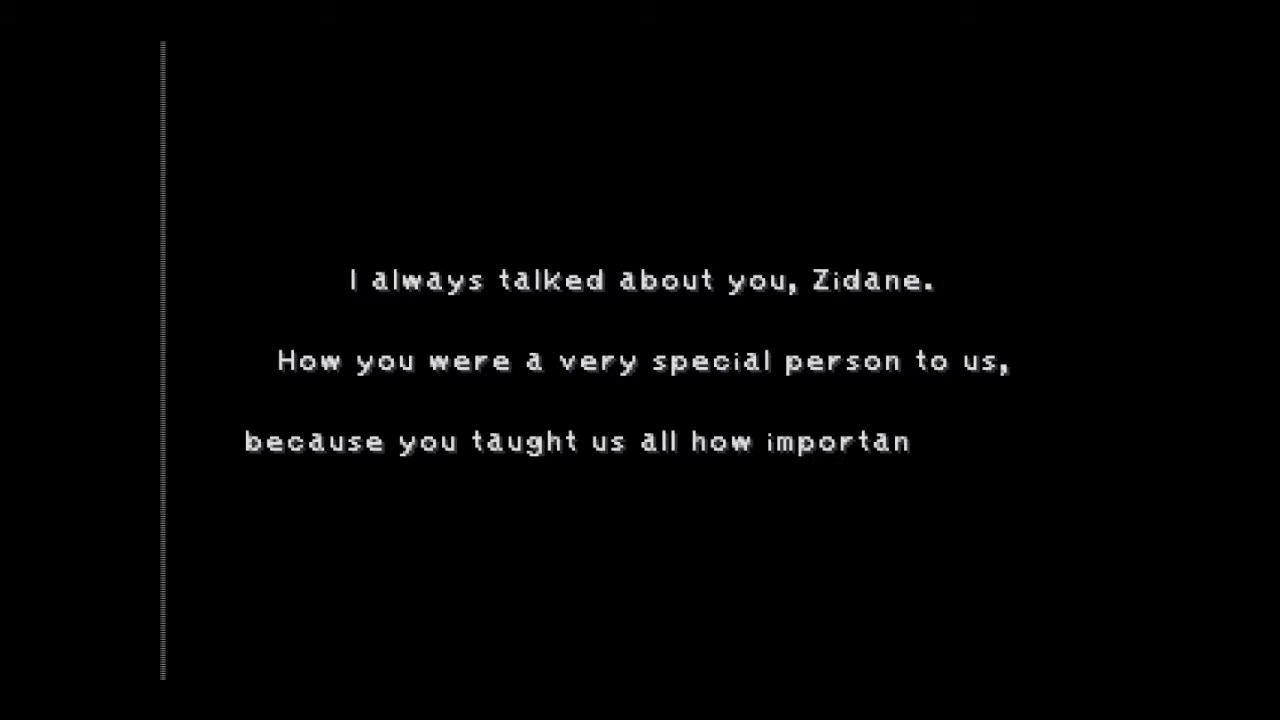 I always talked about you, Zidane.
How you were a very special person to us,
because you taught us all how importan